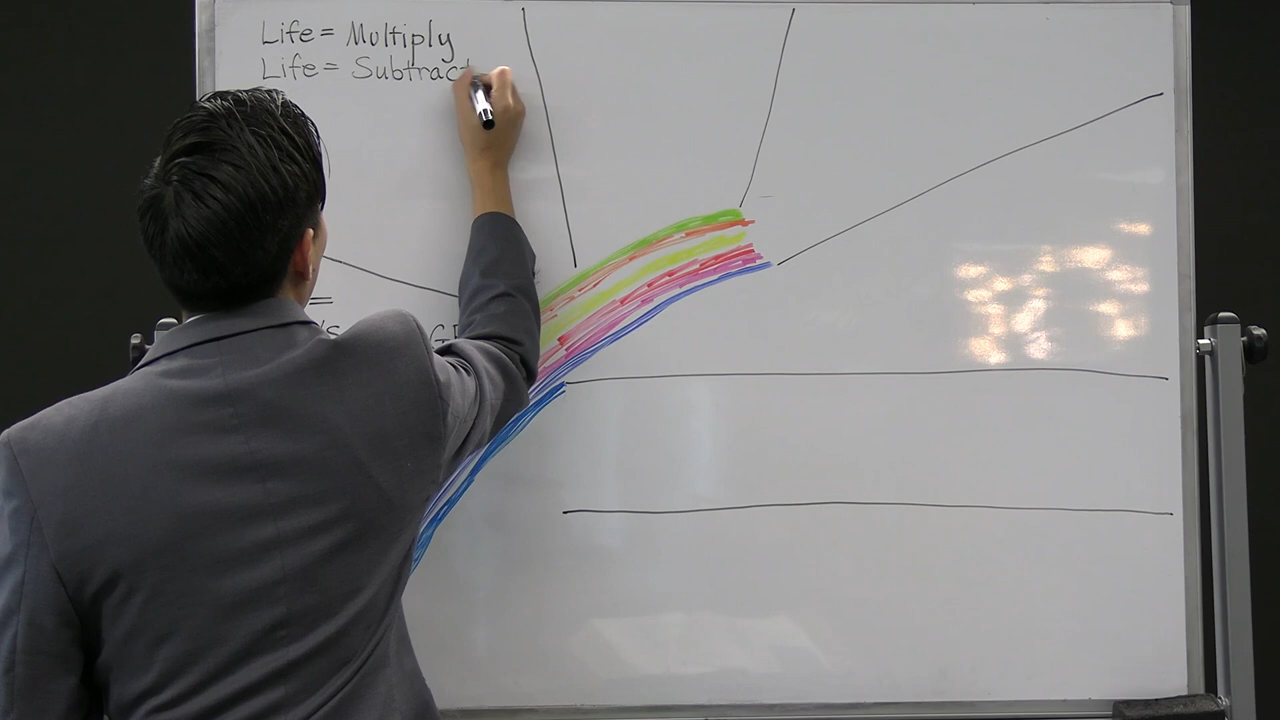 Life = Multiply
Life = Subtract
=